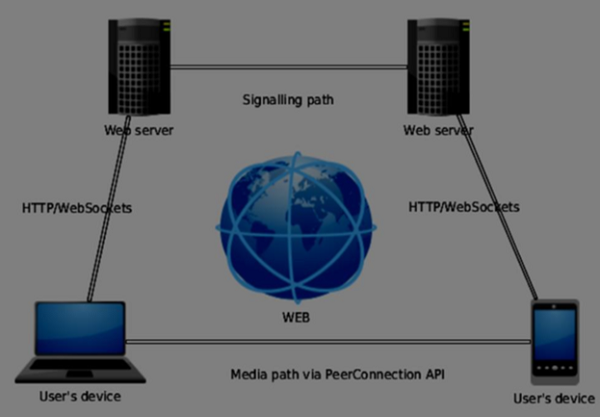 Signalling path
Web server
Web server
HTTP/WebSockets
HTTP/WebSockets
WEB
Media path via PeerConnection API
User's device
User's device